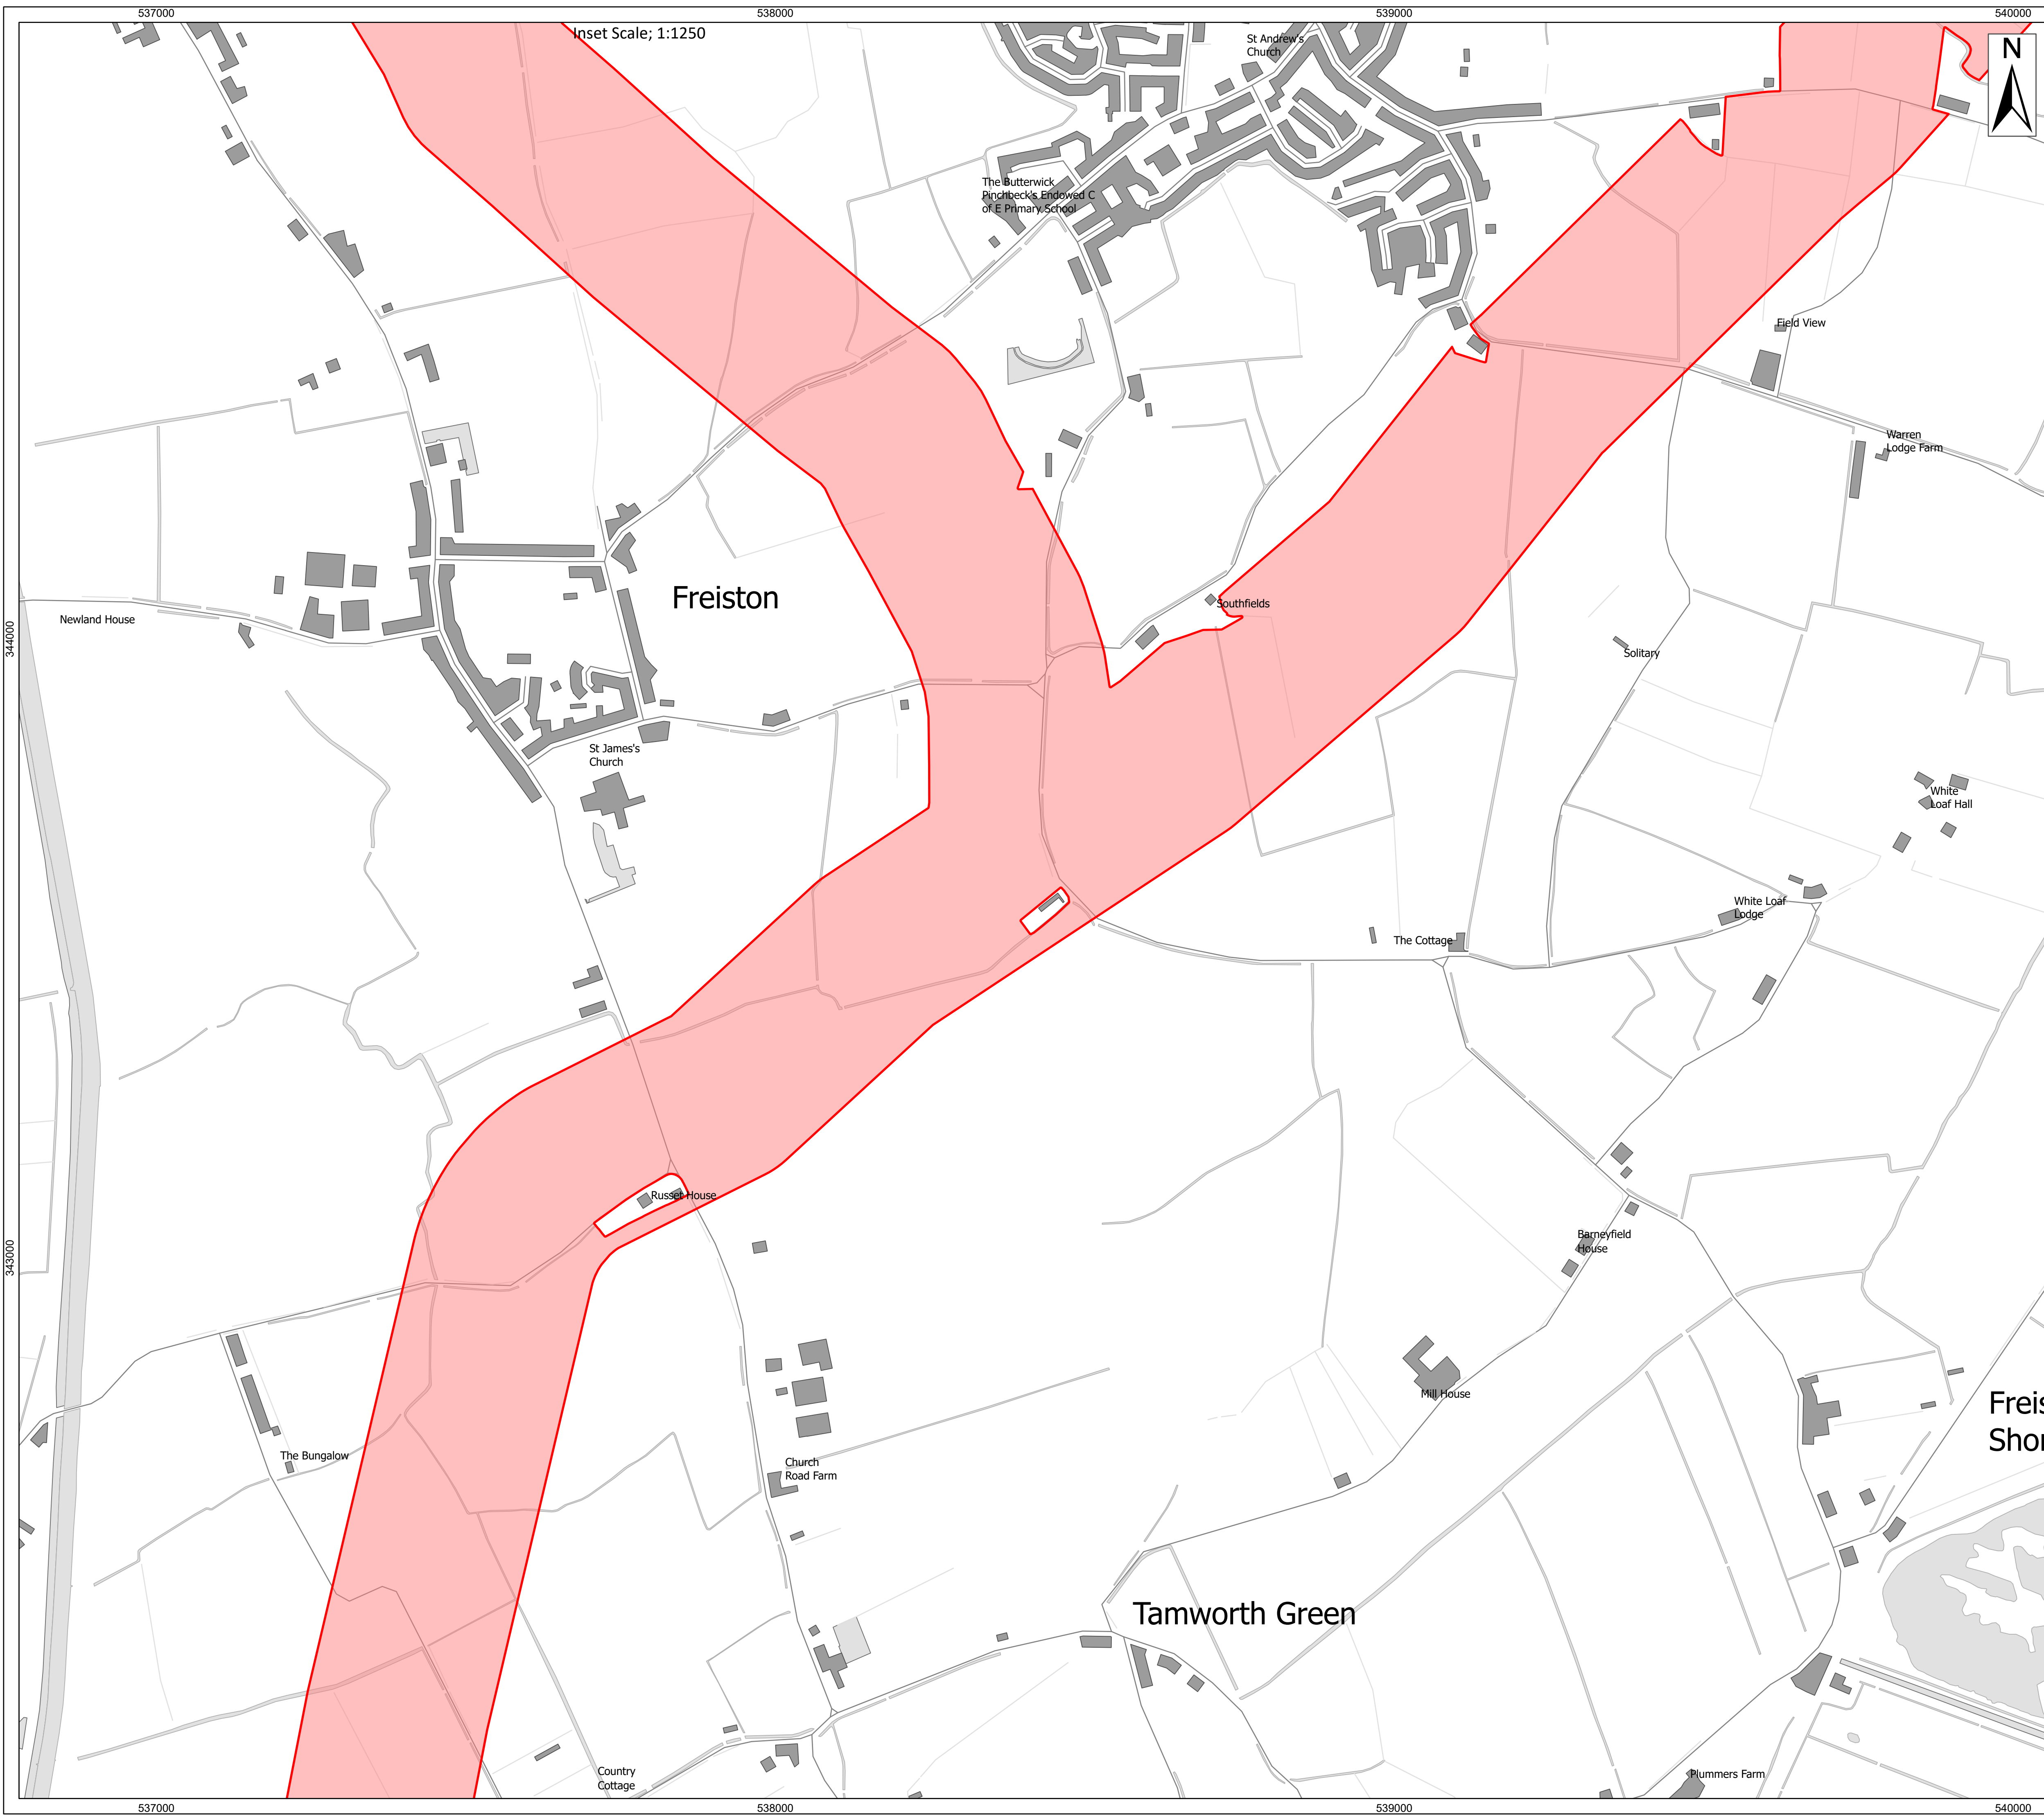 537000
538000
539000
540000
Inset Scale; 1:1250
N
St Andrew's
Church
The Butterwick
Pinchbeck's Endowed C
of E Primary School
Field View
Warren
Lodge Farm
Freiston
Southfields
Newland House
344000
Solitary
St James's
Church
White
Loaf Hall
White Loaf
Lodge
The Cottage
Russet House
Barneyfield
House
343000
Mill House
Freis
Shor
The Bungalow
Church
Road Farm
Tamworth Green
Country
Cottage
Plummers Farm
537000
538000
539000
540000